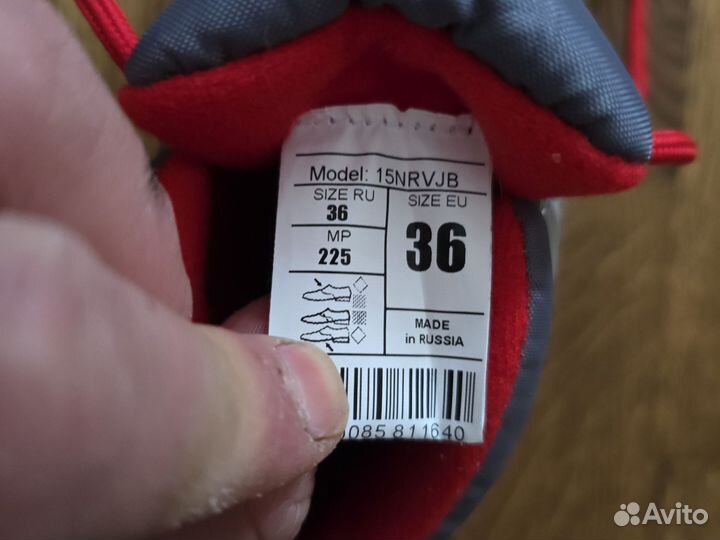 Model: 15NRVJB
SIZE RU
36
MP
225
SIZE EU
36
MADE
in RUSSIA
085 811640
Avito